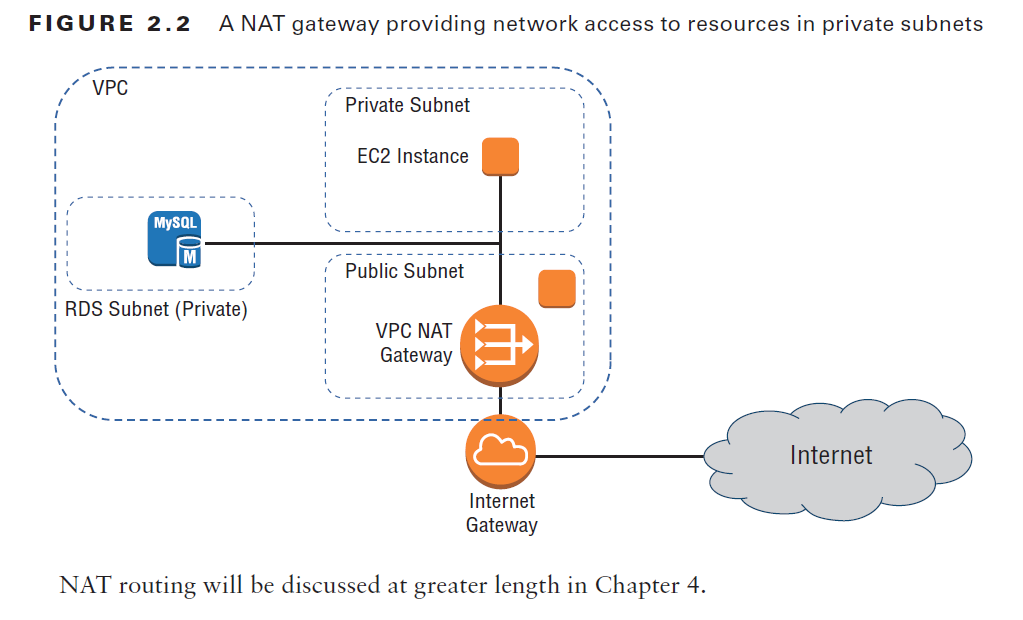 FIGURE 2.2 A NAT gateway providing network access to resources in private subnets
VPC
Private Subnet
EC2 Instance
MySQL
M
RDS Subnet (Private)
Public Subnet
VPC NAT
Gateway
Internet
Gateway
Internet
NAT routing will be discussed at greater length in Chapter 4.